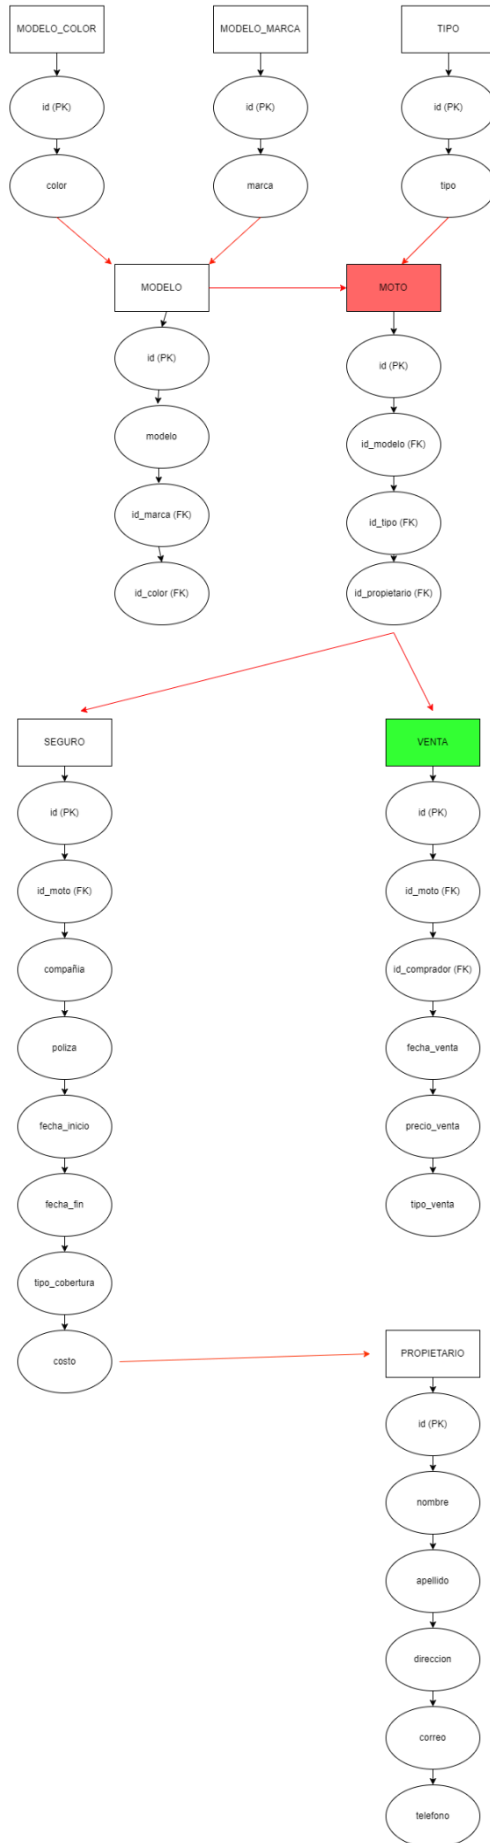 MODELO_COLOR
id (PK)
color
MODELO_MARCA
id (PK)
marca
TIPO
id (PK)
tipo
MODELO
id (PK)
modelo
id_marca (FK)
id_color (FK)
MOTO
id (PK)
id_modelo (FK)
id_tipo (FK)
id_propietario (FK)
SEGURO
id (PK)
id_moto (FK)
compañia
poliza
fecha_inicio
fecha_fin
tipo_cobertura
costo
VENTA
id (PK)
id_moto (FK)
id_comprador (FK)
fecha_venta
precio_venta
tipo_venta
PROPIETARIO
id (PK)
nombre
apellido
direccion
correo
telefono